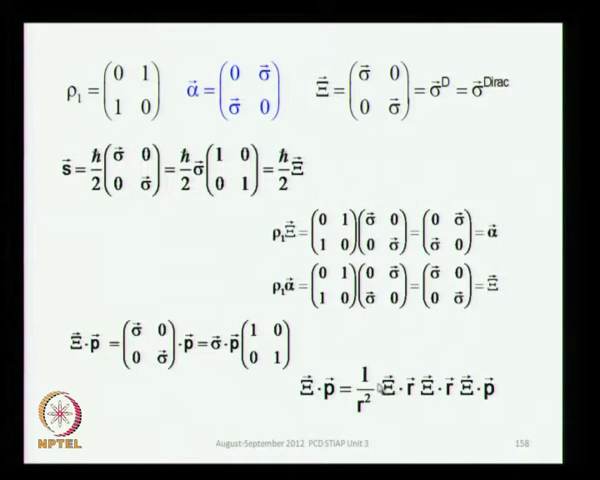 ρ₁ = (0 1; 1 0)   α⃗ = (0 σ⃗; σ⃗ 0)   Ξ⃗ = (σ⃗ 0; 0 σ⃗) = σ⃗ᴰ = σ⃗ᴰⁱʳᵃᶜ
s⃗ = ℏ/2 (σ⃗ 0; 0 σ⃗) = ℏ/2 σ⃗ (1 0; 0 1) = ℏ/2 Ξ⃗
ρ₁Ξ⃗ = (0 1; 1 0)(σ⃗ 0; 0 σ⃗) = (0 σ⃗; σ⃗ 0) = α⃗
ρ₁α⃗ = (0 1; 1 0)(0 σ⃗; σ⃗ 0) = (σ⃗ 0; 0 σ⃗) = Ξ⃗
Ξ⃗·p⃗ = (σ⃗ 0; 0 σ⃗)·p⃗ = σ⃗·p⃗ (1 0; 0 1)
Ξ⃗·p⃗ = 1/r² Ξ⃗·r⃗ Ξ⃗·r⃗ Ξ⃗·p⃗
NPTEL
August-September 2012 PCD STIAP Unit 3
158